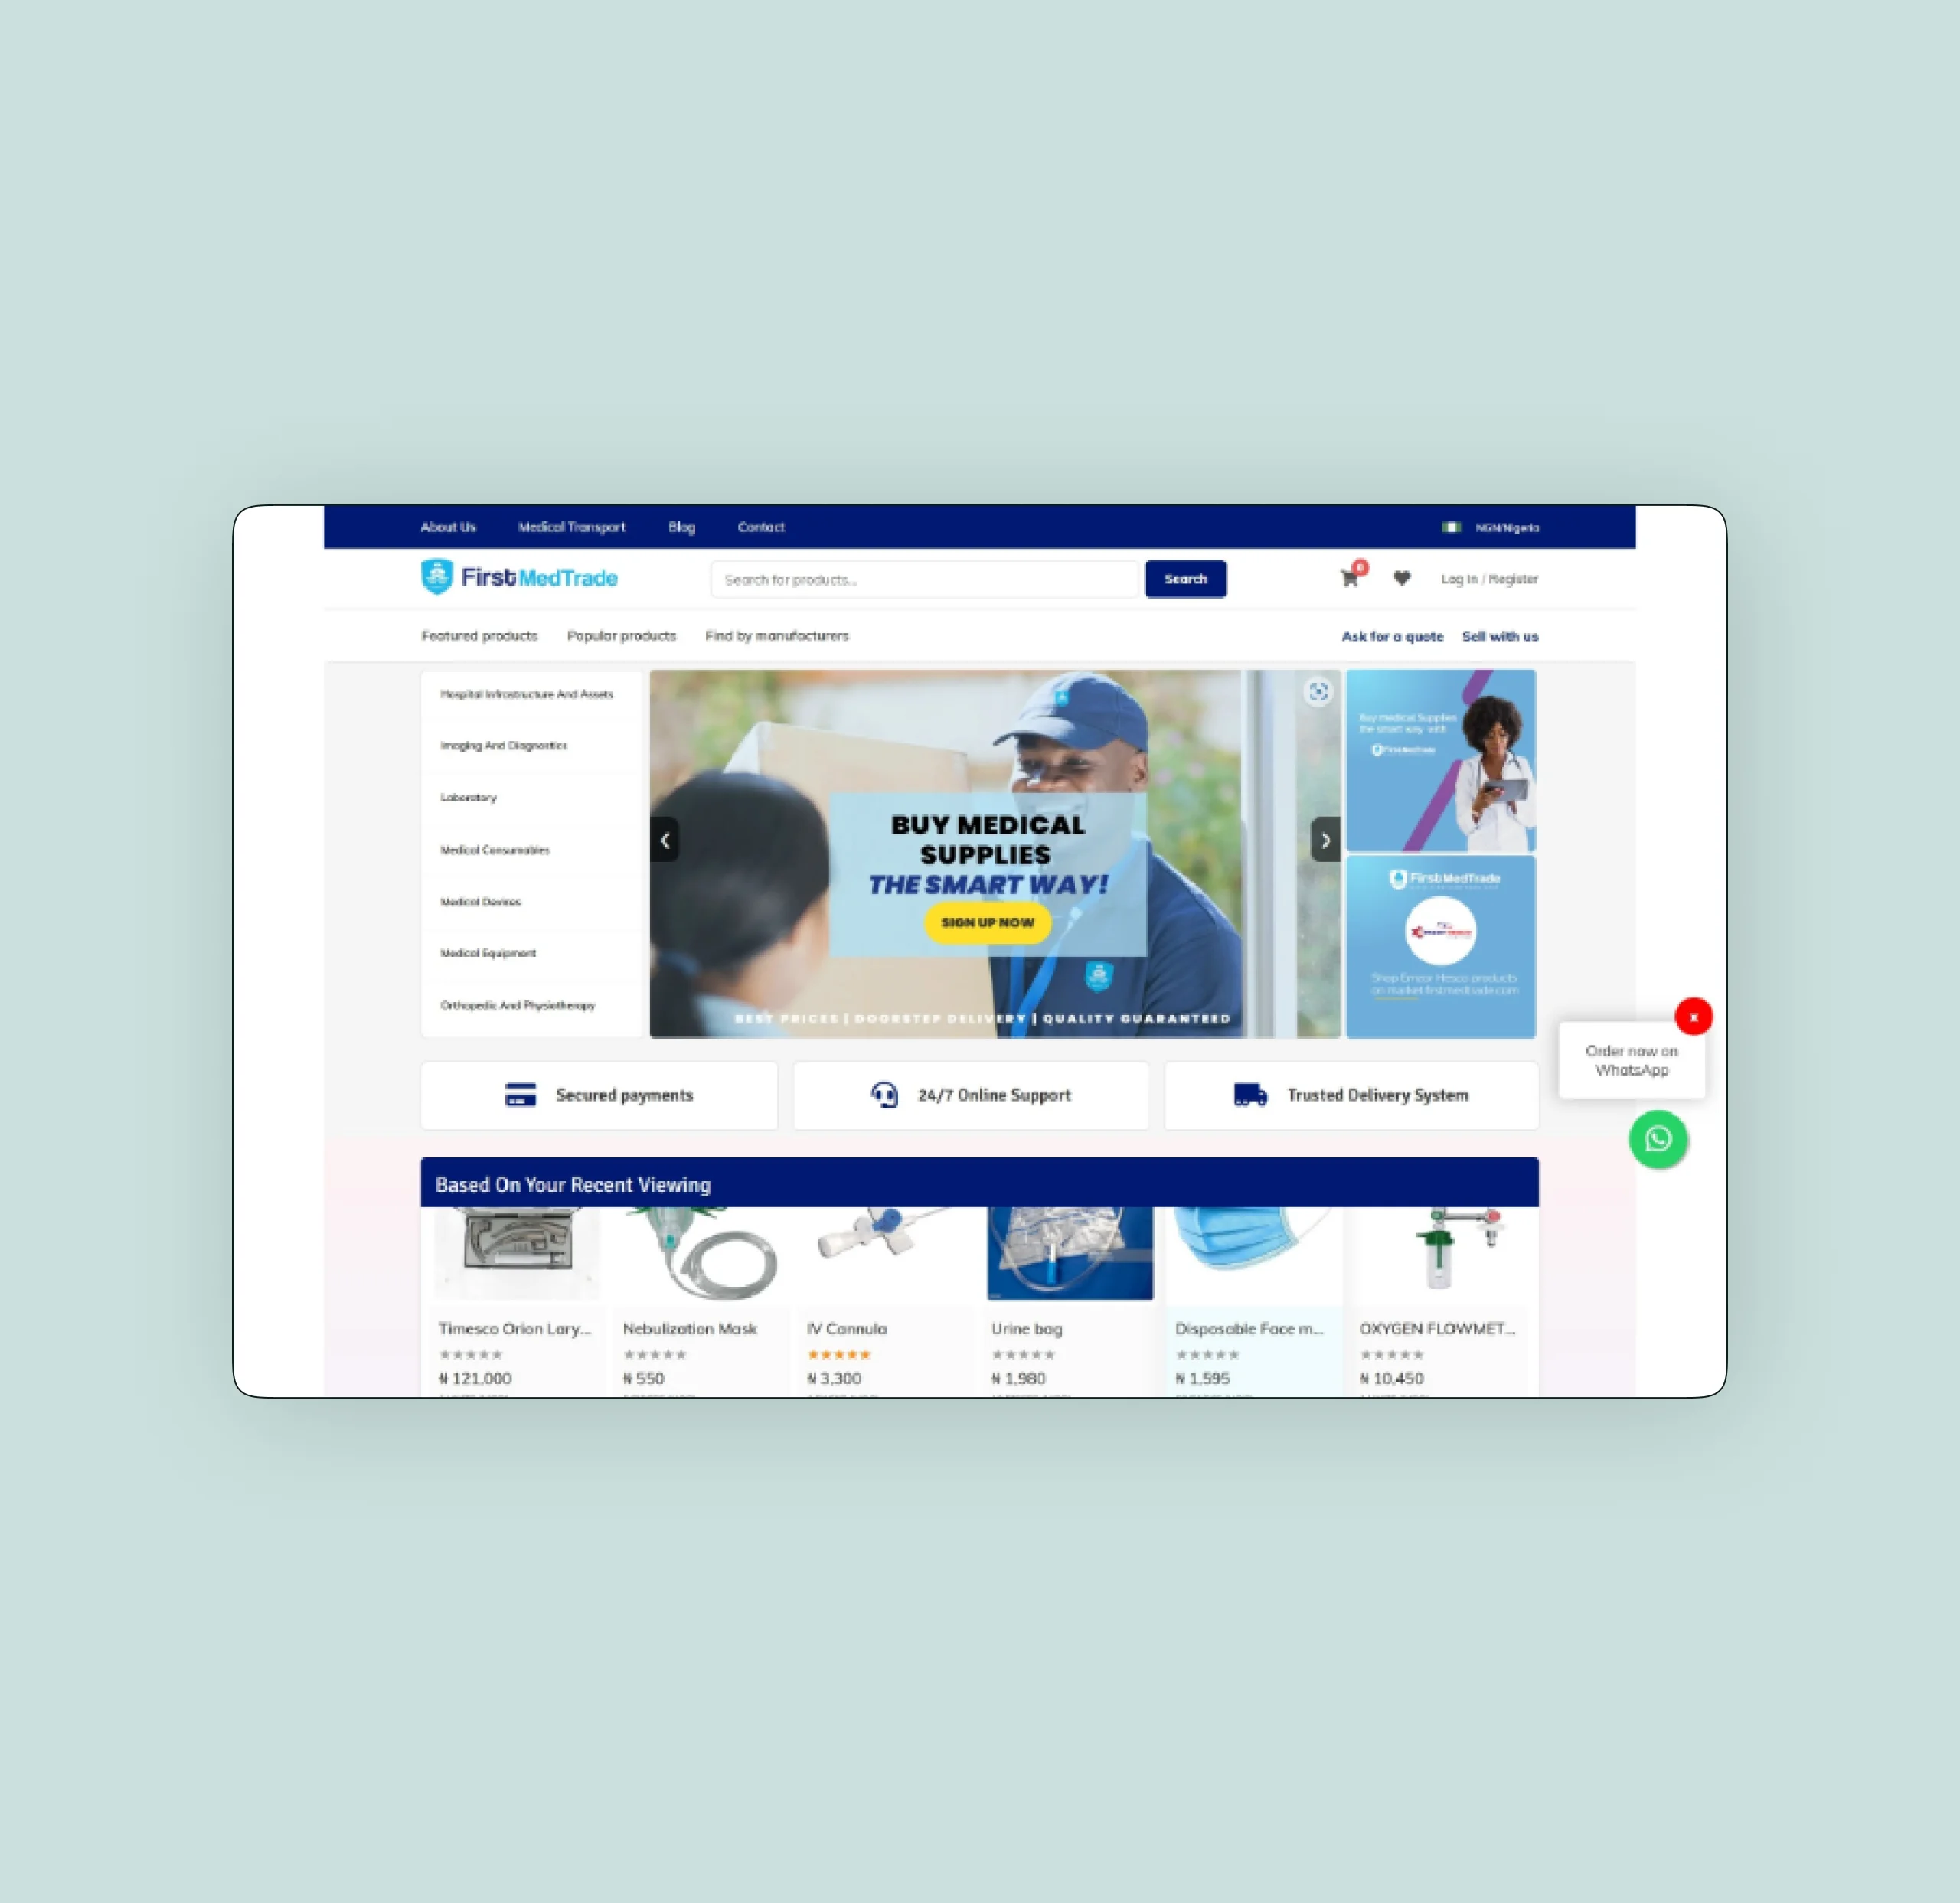 About Us Medical Transport Blog Contact NGN/Nigeria
FirstMedTrade Search for products... Search 0 Log In / Register
Featured products Popular products Find by manufacturers Ask for a quote Sell with us
Hospital Infrastructure And Assets
Imaging And Diagnostics
Laboratory
Medical Consumables
Medical Devices
Medical Equipment
Orthopedic And Physiotherapy
BUY MEDICAL
SUPPLIES
THE SMART WAY!
SIGN UP NOW
BEST PRICES | DOORSTEP DELIVERY | QUALITY GUARANTEED
Buy medical Supplies
the smart way with
FirstMedTrade
FirstMedTrade
Shop Emzor Hesco products
on market.firstmedtrade.com
x
Order now on
WhatsApp
Secured payments 24/7 Online Support Trusted Delivery System
Based On Your Recent Viewing
Timesco Orion Lary... Nebulization Mask IV Cannula Urine bag Disposable Face m... OXYGEN FLOWMET...
₦ 121,000 ₦ 550 ₦ 3,300 ₦ 1,980 ₦ 1,595 ₦ 10,450